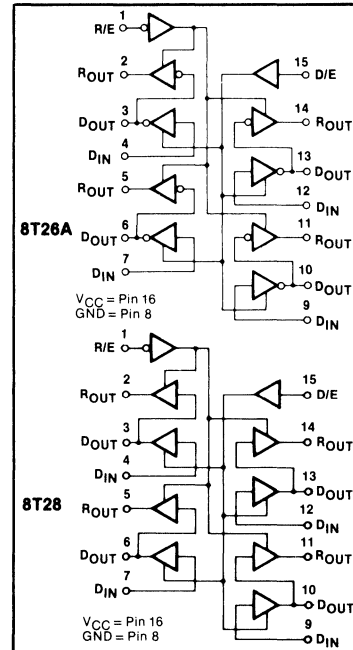 1
R/E
2
ROUT
15
D/E
3
DOUT
14
ROUT
4
DIN
13
DOUT
5
ROUT
12
DIN
8T26A
6
DOUT
11
ROUT
7
DIN
10
DOUT
9
DIN
VCC = Pin 16
GND = Pin 8
1
R/E
2
ROUT
15
D/E
3
DOUT
14
ROUT
4
DIN
13
DOUT
5
ROUT
12
DIN
8T28
6
DOUT
11
ROUT
7
DIN
10
DOUT
9
DIN
VCC = Pin 16
GND = Pin 8